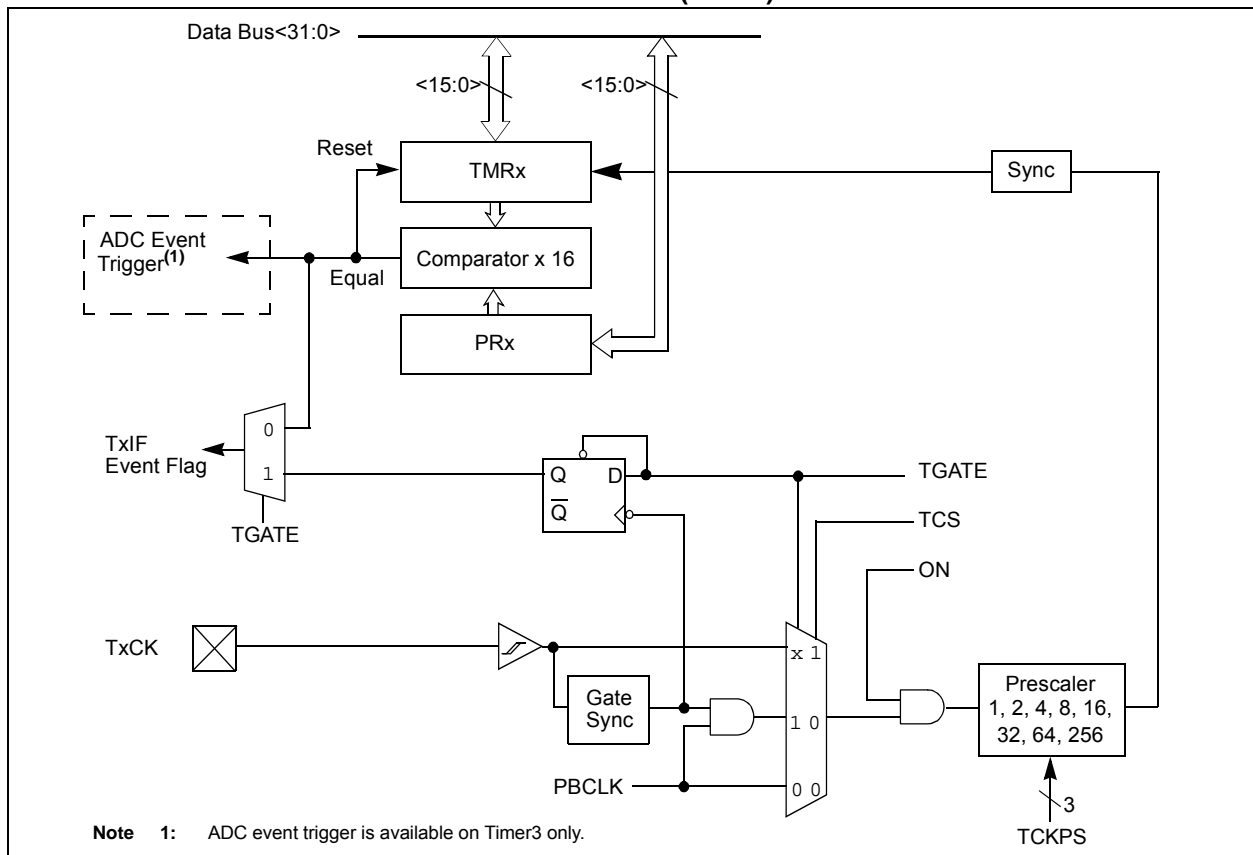 Data Bus<31:0>
<15:0>
<15:0>
Reset
TMRx
Sync
ADC Event
Trigger(1)
Equal
Comparator x 16
PRx
0
1
TxIF
Event Flag
TGATE
Q
D
Q
TGATE
TCS
ON
TxCK
x 1
Gate
Sync
1 0
PBCLK
0 0
Prescaler
1, 2, 4, 8, 16,
32, 64, 256
3
TCKPS
Note 1: ADC event trigger is available on Timer3 only.